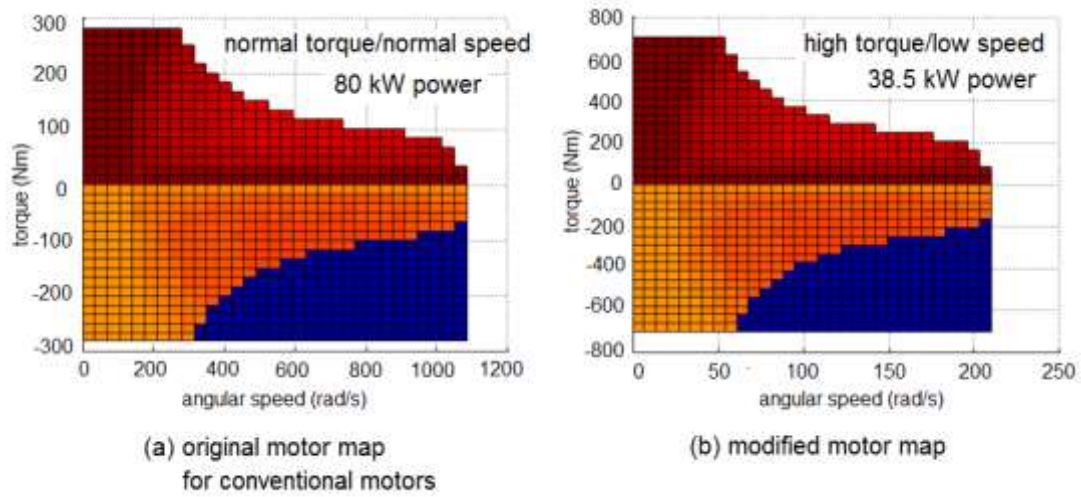 300
200
100
0
-100
-200
-300
torque (Nm)
normal torque/normal speed
80 kW power
0 200 400 600 800 1000 1200
angular speed (rad/s)
(a) original motor map
for conventional motors
800
600
400
200
0
-200
-400
-600
-800
torque (Nm)
high torque/low speed
38.5 kW power
0 50 100 150 200 250
angular speed (rad/s)
(b) modified motor map